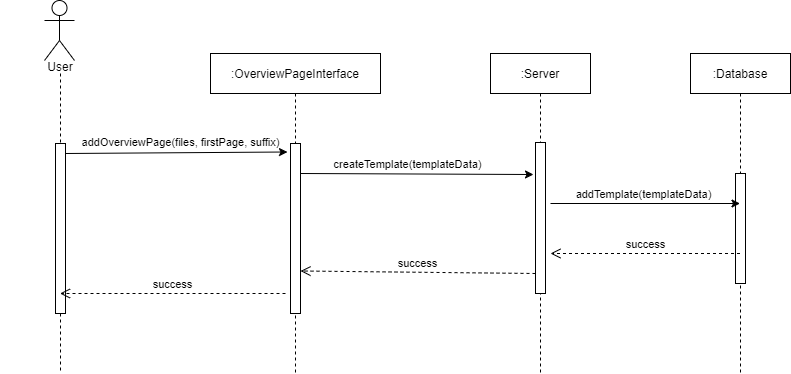 User
:OverviewPageInterface
:Server
:Database
addOverviewPage(files, firstPage, suffix)
createTemplate(templateData)
addTemplate(templateData)
success
success
success